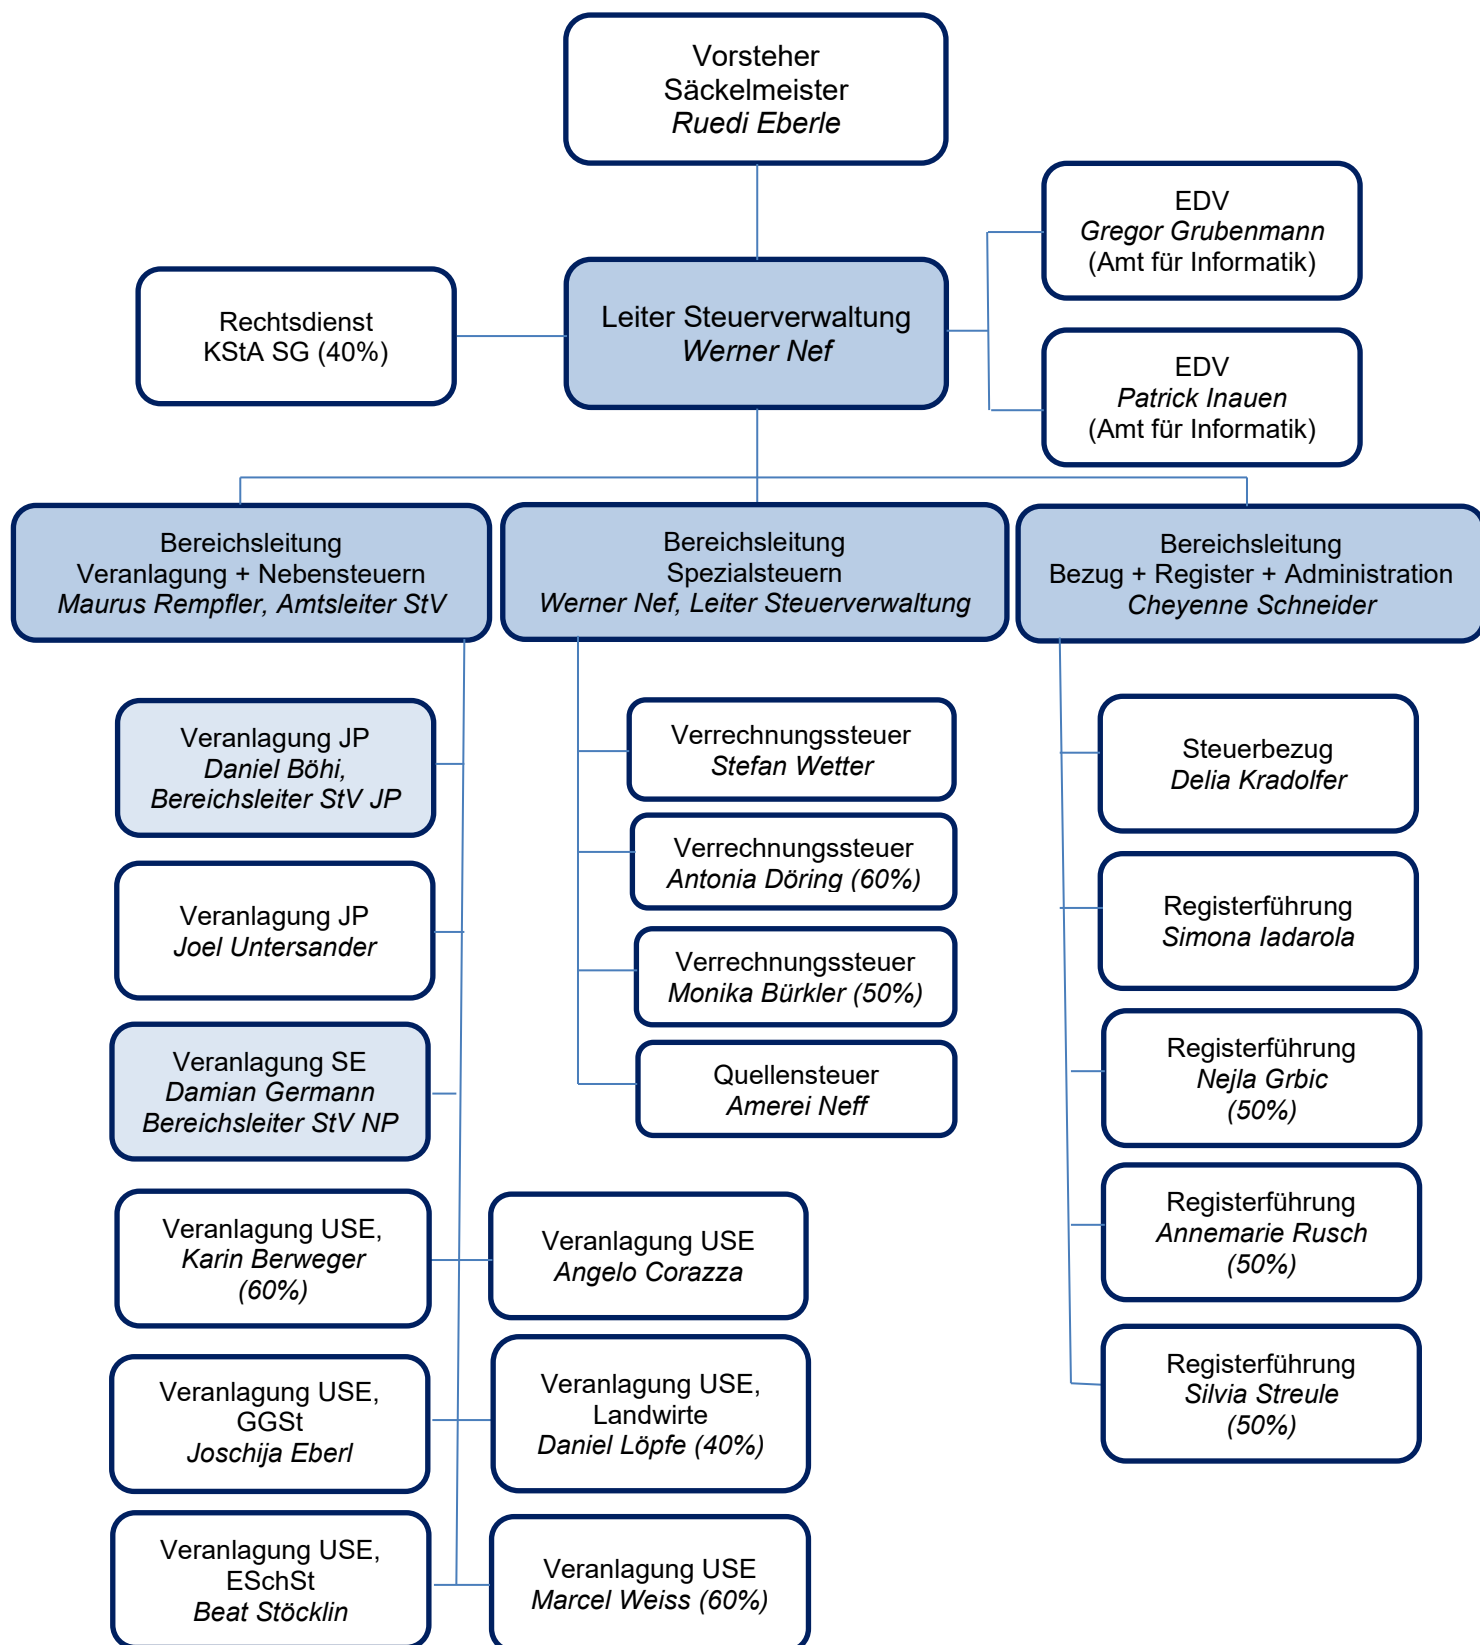 Vorsteher
Säckelmeister
Ruedi Eberle
EDV
Gregor Grubenmann
(Amt für Informatik)
Rechtsdienst
KStA SG (40%)
Leiter Steuerverwaltung
Werner Nef
EDV
Patrick Inauen
(Amt für Informatik)
Bereichsleitung
Veranlagung + Nebensteuern
Maurus Rempfler, Amtsleiter StV
Bereichsleitung
Spezialsteuern
Werner Nef, Leiter Steuerverwaltung
Bereichsleitung
Bezug + Register + Administration
Cheyenne Schneider
Veranlagung JP
Daniel Böhi,
Bereichsleiter StV JP
Veranlagung JP
Joel Untersander
Veranlagung SE
Damian Germann
Bereichsleiter StV NP
Veranlagung USE,
Karin Berweger
(60%)
Veranlagung USE
Angelo Corazza
Veranlagung USE,
GGSt
Joschija Eberl
Veranlagung USE,
Landwirte
Daniel Löpfe (40%)
Veranlagung USE,
ESchSt
Beat Stöcklin
Veranlagung USE
Marcel Weiss (60%)
Verrechnungssteuer
Stefan Wetter
Verrechnungssteuer
Antonia Döring (60%)
Verrechnungssteuer
Monika Bürkler (50%)
Quellensteuer
Amerei Neff
Steuerbezug
Delia Kradolfer
Registerführung
Simona Iadarola
Registerführung
Nejla Grbic
(50%)
Registerführung
Annemarie Rusch
(50%)
Registerführung
Silvia Streule
(50%)